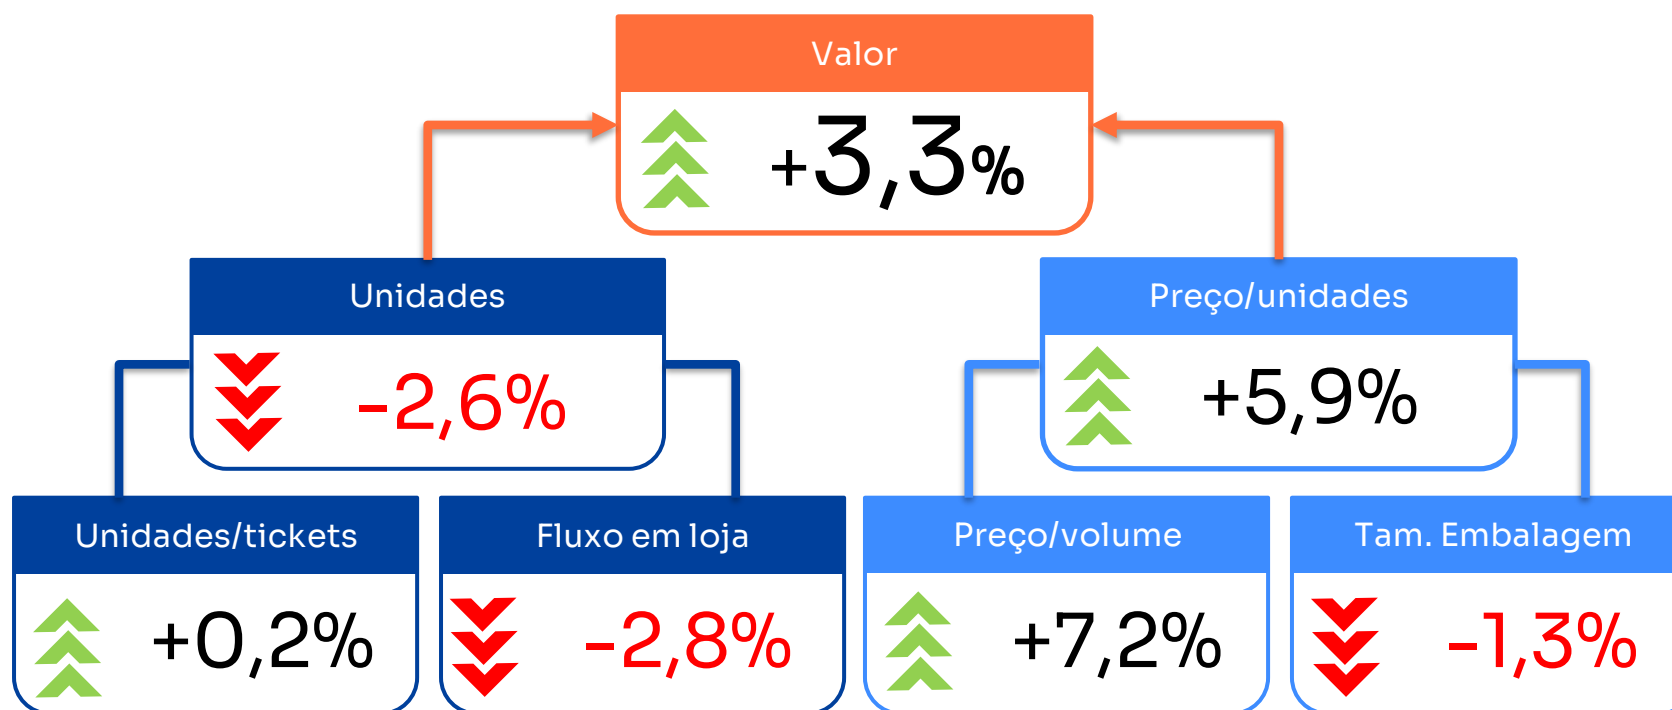 Valor
+3,3%
Unidades
-2,6%
Preço/unidades
+5,9%
Unidades/tickets
+0,2%
Fluxo em loja
-2,8%
Preço/volume
+7,2%
Tam. Embalagem
-1,3%